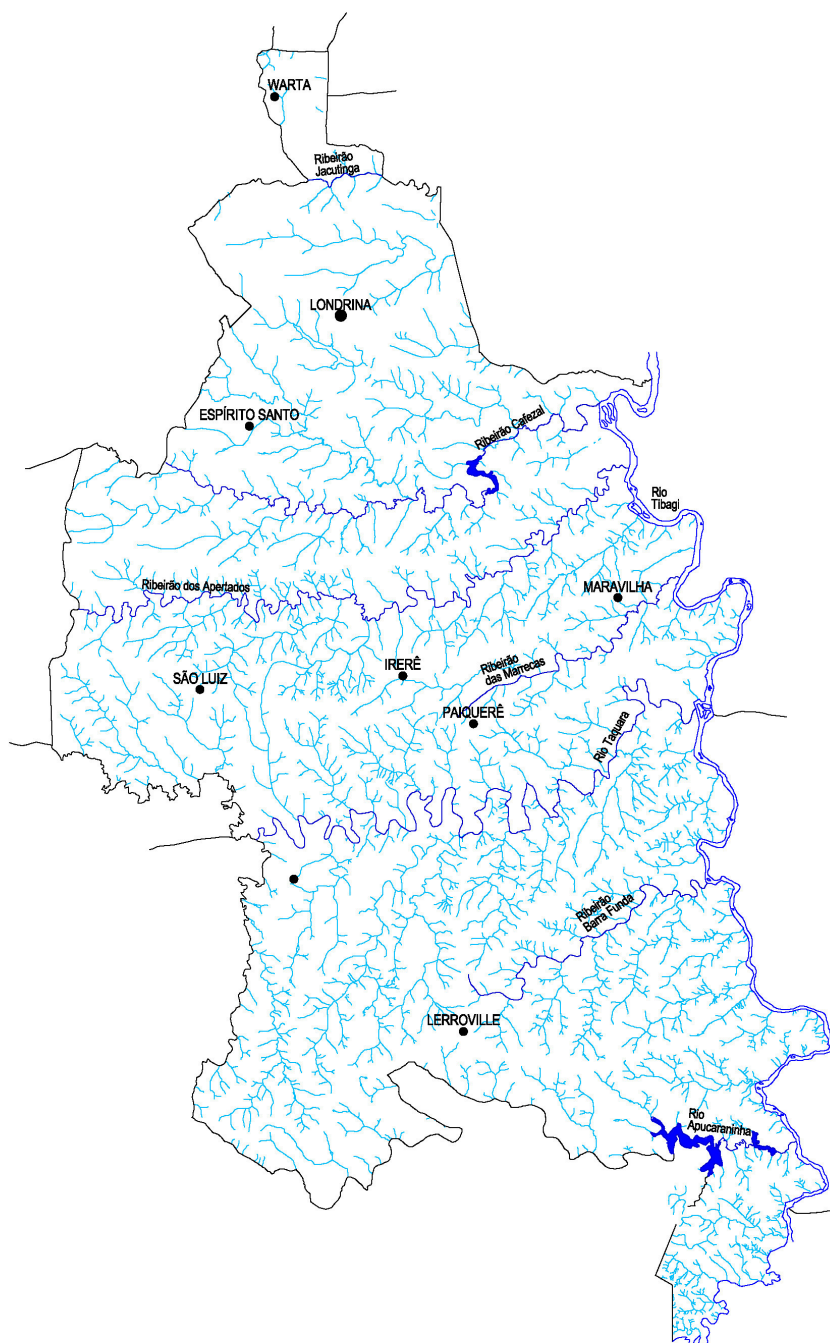 WARTA
Ribeirão
Jacutinga
LONDRINA
ESPÍRITO SANTO
Ribeirão Cafezal
Rio
Tibagi
Ribeirão dos Apertados
MARAVILHA
IRERÊ
Ribeirão
das Marrecas
SÃO LUIZ
PAIQUERÊ
Rio Taquara
Ribeirão
Barra Funda
LERROVILLE
Rio
Apucaraninha